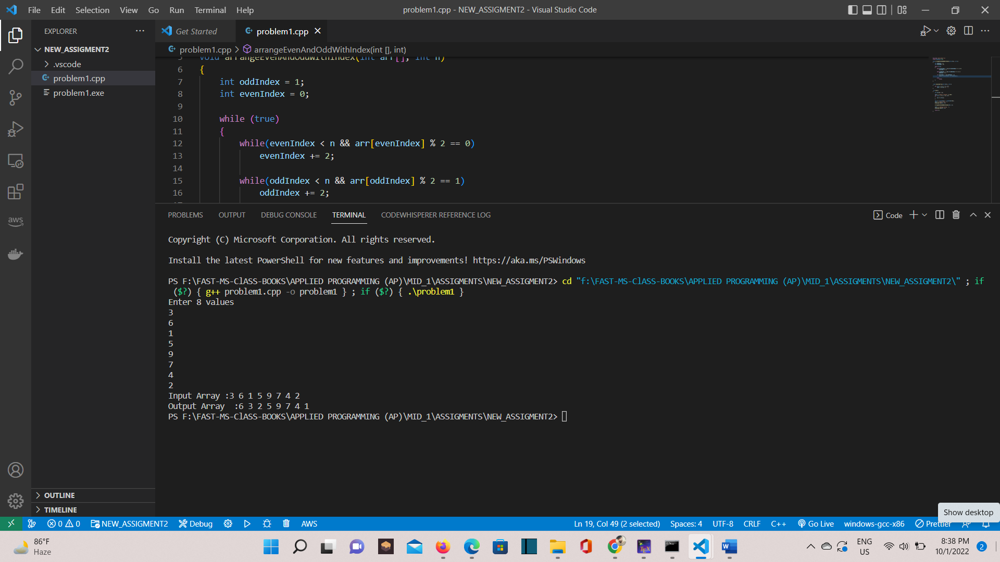 File Edit Selection View Go Run Terminal Help
problem1.cpp - NEW_ASSIGMENT2 - Visual Studio Code
EXPLORER
NEW_ASSIGMENT2
.vscode
problem1.cpp
problem1.exe
OUTLINE
TIMELINE
Get Started
problem1.cpp
problem1.cpp > arrangeEvenAndOddWithIndex(int [], int)
5 void arrangeEvenAndOddWithIndex(int arr[], int n)
6 {
7 int oddIndex = 1;
8 int evenIndex = 0;
9
10 while (true)
11 {
12 while(evenIndex < n && arr[evenIndex] % 2 == 0)
13 evenIndex += 2;
14
15 while(oddIndex < n && arr[oddIndex] % 2 == 1)
16 oddIndex += 2;
PROBLEMS OUTPUT DEBUG CONSOLE TERMINAL CODEWHISPERER REFERENCE LOG
Code
Copyright (C) Microsoft Corporation. All rights reserved.
Install the latest PowerShell for new features and improvements! https://aka.ms/PSWindows
PS F:\FAST-MS-ClASS-BOOKS\APPLIED PROGRAMMING (AP)\MID_1\ASSIGMENTS\NEW_ASSIGMENT2> cd "f:\FAST-MS-ClASS-BOOKS\APPLIED PROGRAMMING (AP)\MID_1\ASSIGMENTS\NEW_ASSIGMENT2\" ; if
($?) { g++ problem1.cpp -o problem1 } ; if ($?) { .\problem1 }
Enter 8 values
3
6
1
5
9
7
4
2
Input Array :3 6 1 5 9 7 4 2
Output Array  :6 3 2 5 9 7 4 1
PS F:\FAST-MS-ClASS-BOOKS\APPLIED PROGRAMMING (AP)\MID_1\ASSIGMENTS\NEW_ASSIGMENT2>
Show desktop
0 0 NEW_ASSIGMENT2 Debug AWS
Ln 19, Col 49 (2 selected) Spaces: 4 UTF-8 CRLF C++ Go Live windows-gcc-x86 Prettier
86°F
Haze
aws
TEX
W
ENG
US
8:38 PM
10/1/2022
2